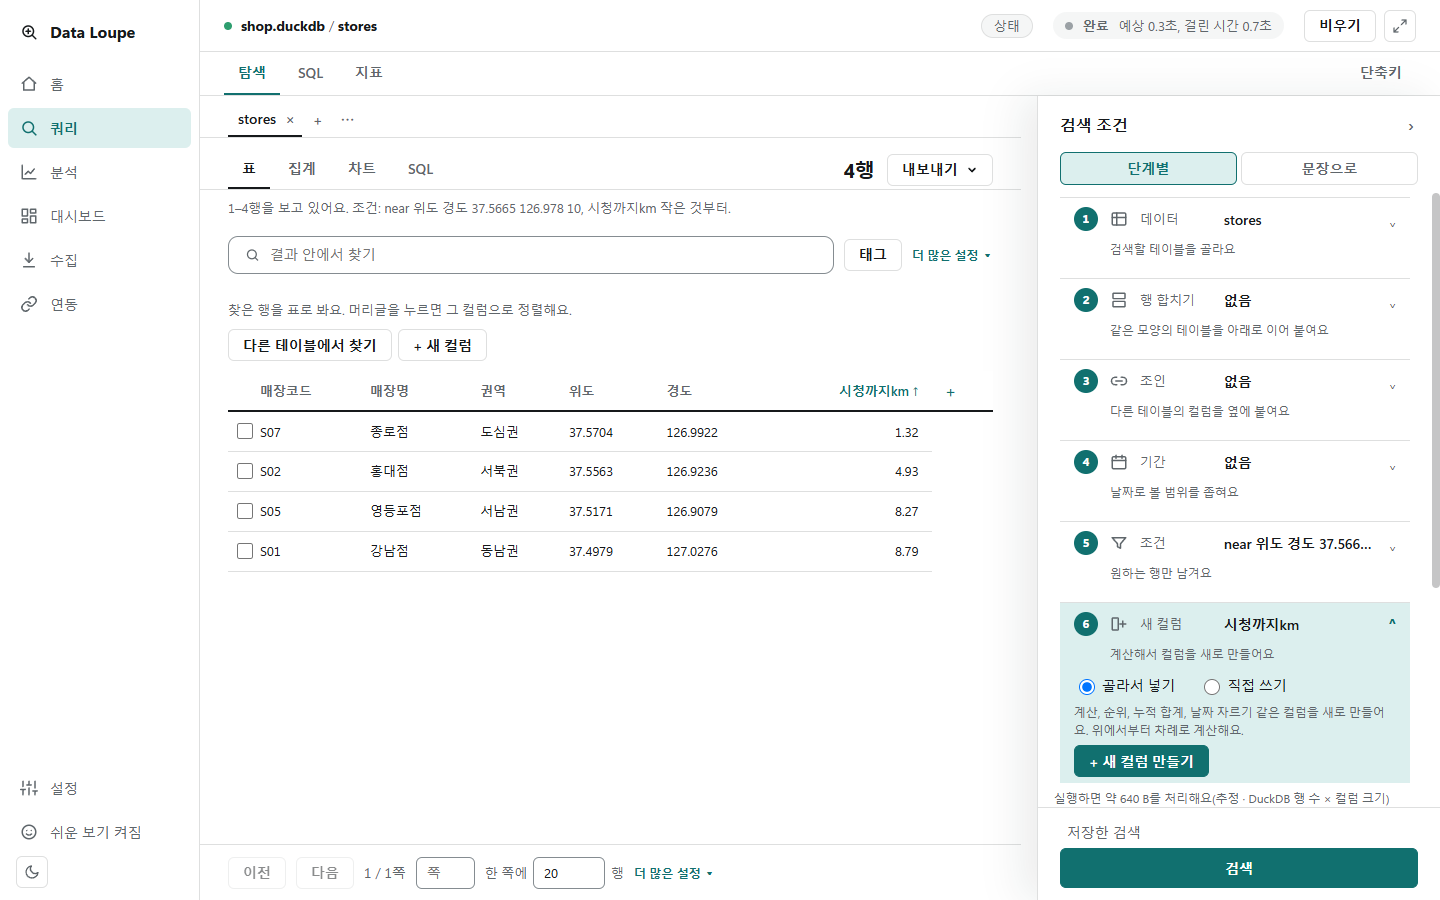 Data Loupe
홈
쿼리
분석
대시보드
수집
연동
설정
쉬운 보기 켜짐
shop.duckdb / stores
상태
완료 예상 0.3초, 걸린 시간 0.7초
비우기
탐색 SQL 지표
단축키
stores × + ···
표 집계 차트 SQL
4행
내보내기
1–4행을 보고 있어요. 조건: near 위도 경도 37.5665 126.978 10, 시청까지km 작은 것부터.
결과 안에서 찾기
태그
더 많은 설정
찾은 행을 표로 봐요. 머리글을 누르면 그 컬럼으로 정렬해요.
다른 테이블에서 찾기
+ 새 컬럼
매장코드 매장명 권역 위도 경도 시청까지km ↑ +
S07 종로점 도심권 37.5704 126.9922 1.32
S02 홍대점 서북권 37.5563 126.9236 4.93
S05 영등포점 서남권 37.5171 126.9079 8.27
S01 강남점 동남권 37.4979 127.0276 8.79
이전 다음 1 / 1쪽 쪽 한 쪽에 20 행 더 많은 설정
검색 조건
단계별 문장으로
1 데이터 stores
검색할 테이블을 골라요
2 행 합치기 없음
같은 모양의 테이블을 아래로 이어 붙여요
3 조인 없음
다른 테이블의 컬럼을 옆에 붙여요
4 기간 없음
날짜로 볼 범위를 좁혀요
5 조건 near 위도 경도 37.566...
원하는 행만 남겨요
6 새 컬럼 시청까지km
계산해서 컬럼을 새로 만들어요
골라서 넣기 직접 쓰기
계산, 순위, 누적 합계, 날짜 자르기 같은 컬럼을 새로 만들어
요. 위에서부터 차례로 계산해요.
+ 새 컬럼 만들기
실행하면 약 640 B를 처리해요(추정 · DuckDB 행 수 × 컬럼 크기)
저장한 검색
검색